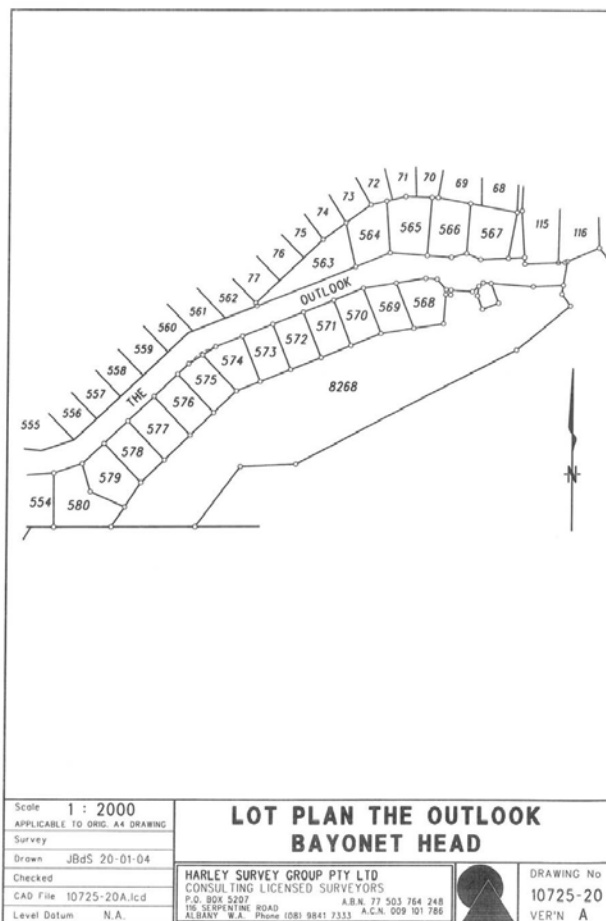 71 70
72 69
73 68
74
75 564 565 566 567 115 116
76 563
77
562 OUTLOOK
561
560 570 569 568
559 572 571
558 574 573
557 THE 575
556 576 8268
555 577
578
579
554 580
N
Scale 1 : 2000
APPLICABLE TO ORIG. A4 DRAWING
Survey
Drawn JBdS 20-01-04
Checked
CAD File 10725-20A.lcd
Level Datum N.A.
LOT PLAN THE OUTLOOK
BAYONET HEAD
HARLEY SURVEY GROUP PTY LTD
CONSULTING LICENSED SURVEYORS
P.O. BOX 5207 A.B.N. 77 503 764 248
116 SERPENTINE ROAD A.C.N. 009 101 786
ALBANY W.A. Phone (08) 9841 7333
DRAWING No
10725-20
VER'N A